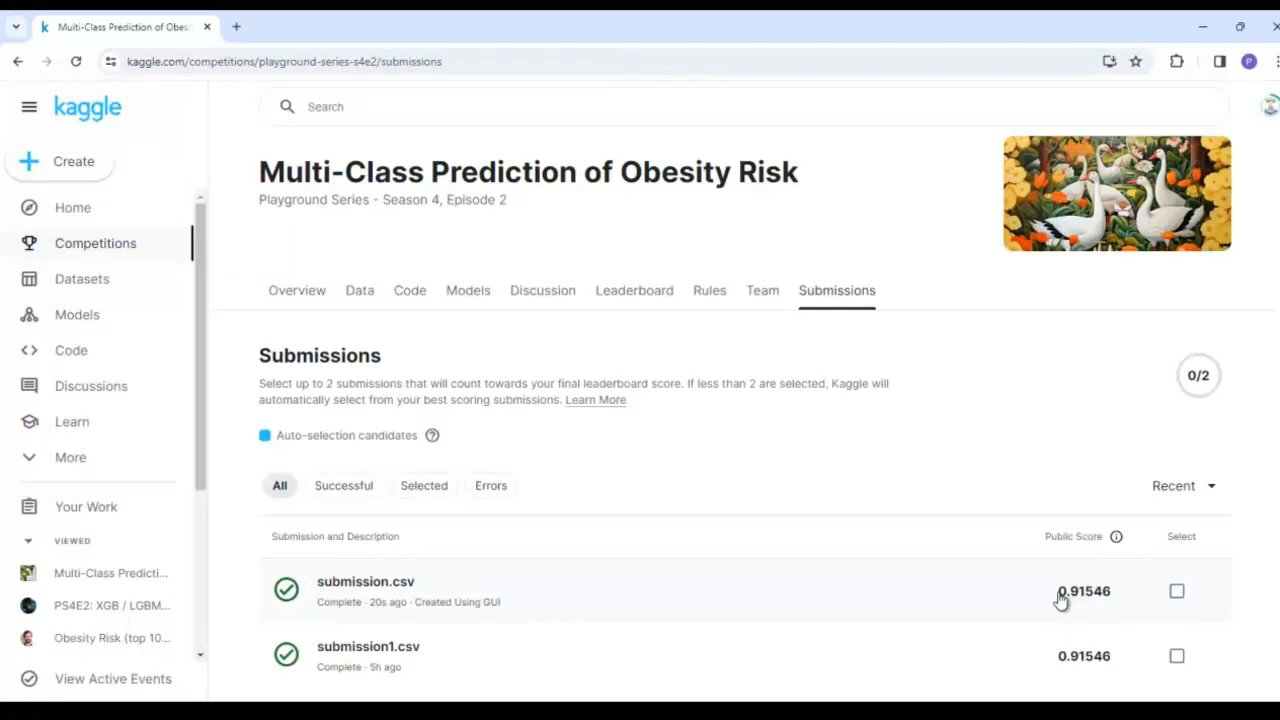 Multi-Class Prediction of Obes
kaggle.com/competitions/playground-series-s4e2/submissions
P
kaggle
Search
Create
Multi-Class Prediction of Obesity Risk
Playground Series - Season 4, Episode 2
Home
Competitions
Datasets
Models
Code
Discussions
Learn
More
Your Work
VIEWED
Multi-Class Predicti...
PS4E2: XGB / LGBM...
Obesity Risk (top 10...
View Active Events
Overview Data Code Models Discussion Leaderboard Rules Team Submissions
Submissions
Select up to 2 submissions that will count towards your final leaderboard score. If less than 2 are selected, Kaggle will
automatically select from your best scoring submissions. Learn More
0/2
Auto-selection candidates
All Successful Selected Errors
Recent
Submission and Description Public Score Select
submission.csv
Complete · 20s ago · Created Using GUI
0.91546
submission1.csv
Complete · 5h ago
0.91546